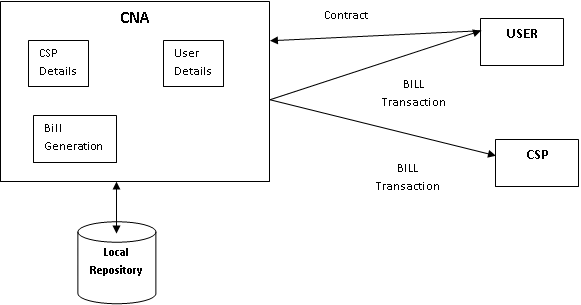 CNA
CSP
Details
User
Details
Bill
Generation
Contract
USER
BILL
Transaction
CSP
BILL
Transaction
Local
Repository